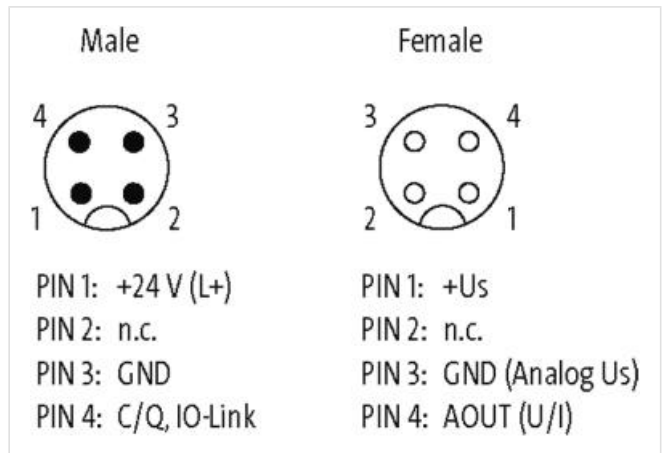 Male
Female
4 3
3 4
1 2
2 1
PIN 1: +24 V (L+)
PIN 2: n.c.
PIN 3: GND
PIN 4: C/Q, IO-Link
PIN 1: +Us
PIN 2: n.c.
PIN 3: GND (Analog Us)
PIN 4: AOUT (U/I)